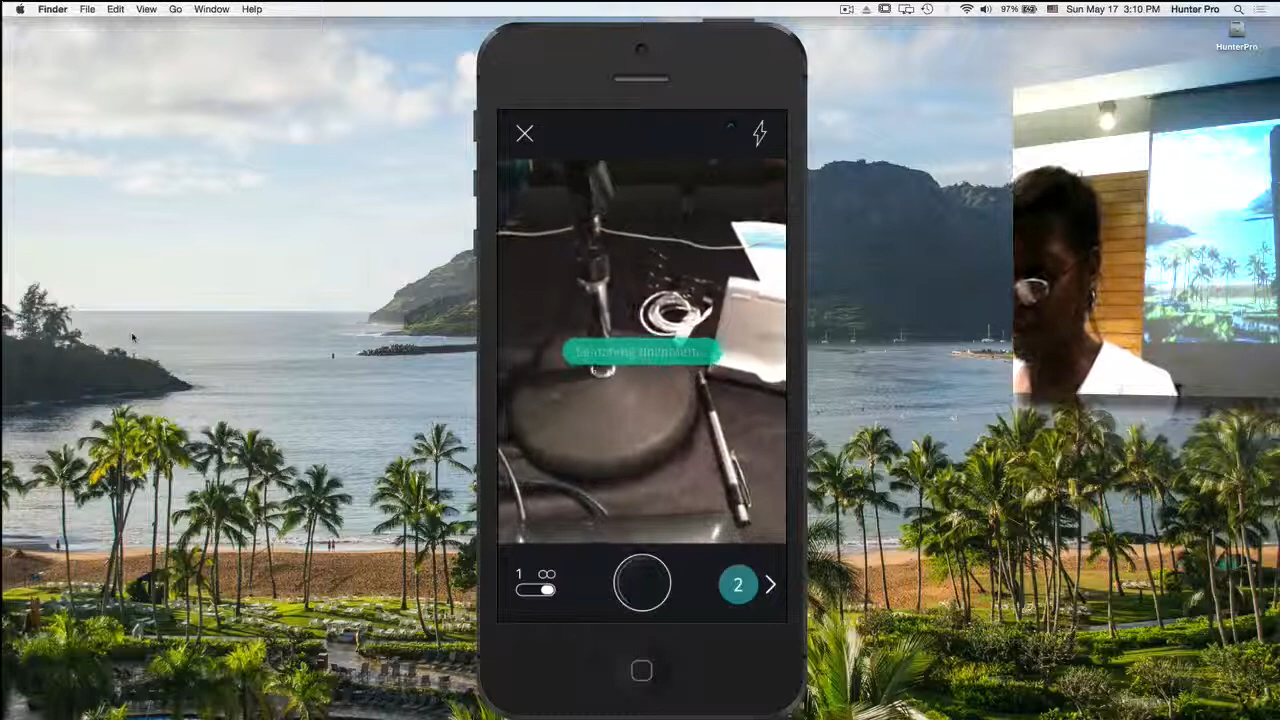 Finder File Edit View Go Window Help 97% Sun May 17 3:10 PM Hunter Pro
HunterPro
1 ∞
2